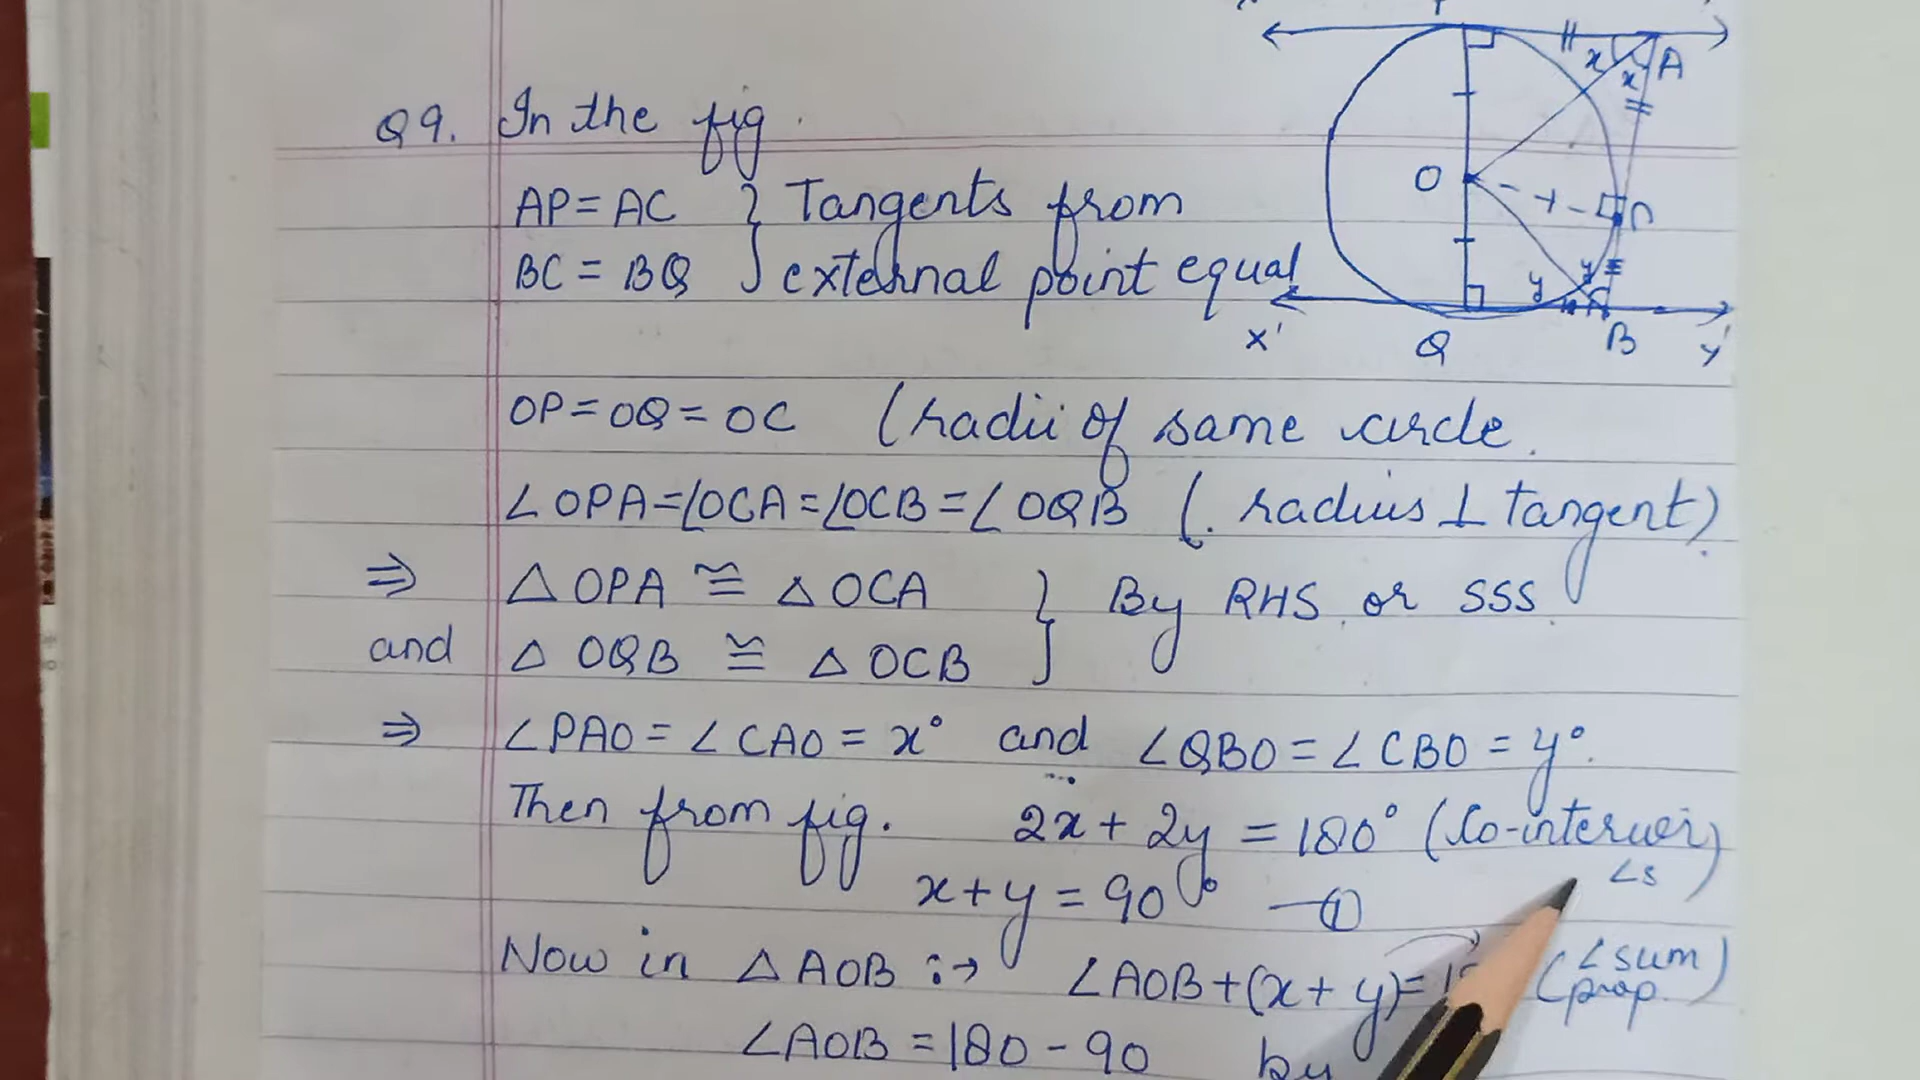 Q9. In the fig.
AP = AC } Tangents from
BC = BQ } external point equal
x A
x
O
C
y
y
X' Q B Y'
OP = OQ = OC (radii of same circle.
∠OPA = ∠OCA = ∠OCB = ∠OQB (. radius ⊥ tangent)
⇒ △ OPA ≅ △ OCA } By RHS or SSS
and △ OQB ≅ △ OCB
⇒ ∠PAO = ∠CAO = x° and ∠QBO = ∠CBO = y°.
Then from fig. 2x + 2y = 180° (Co-interior ∠s)
x + y = 90° — ①
Now in △ AOB :→ ∠AOB + (x + y) = (∠ sum prop.)
∠AOB = 180 - 90 by